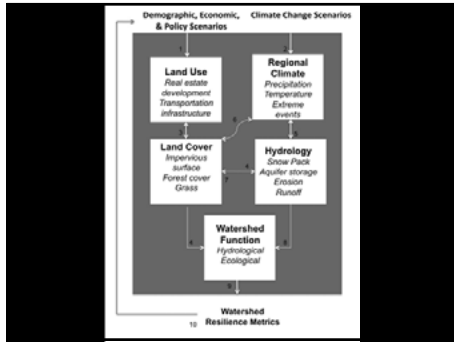 Demographic, Economic,
& Policy Scenarios
Climate Change Scenarios
1
2
Land Use
Real estate
development
Transportation
infrastructure
Regional
Climate
Precipitation
Temperature
Extreme
events
3
5
Land Cover
Impervious
surface
Forest cover
Grass
Hydrology
Snow Pack
Aquifer storage
Erosion
Runoff
7
Watershed
Function
Hydrological
Ecological
9
Watershed
Resilience Metrics
10